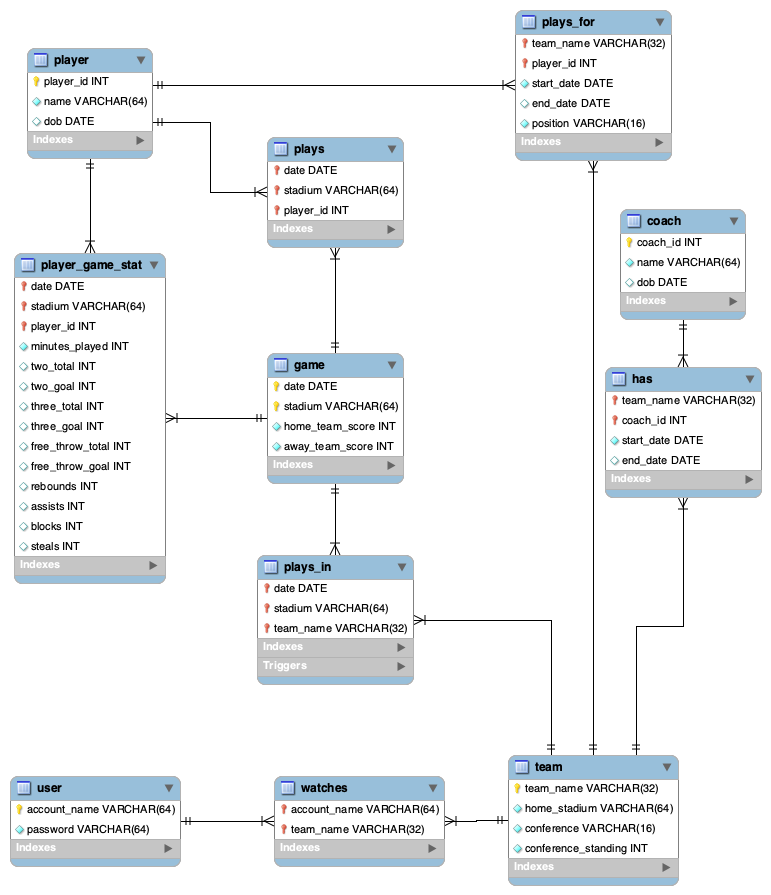 player
player_id INT
name VARCHAR(64)
dob DATE
Indexes
plays_for
team_name VARCHAR(32)
player_id INT
start_date DATE
end_date DATE
position VARCHAR(16)
Indexes
plays
date DATE
stadium VARCHAR(64)
player_id INT
Indexes
coach
coach_id INT
name VARCHAR(64)
dob DATE
Indexes
player_game_stat
date DATE
stadium VARCHAR(64)
player_id INT
minutes_played INT
two_total INT
two_goal INT
three_total INT
three_goal INT
free_throw_total INT
free_throw_goal INT
rebounds INT
assists INT
blocks INT
steals INT
Indexes
game
date DATE
stadium VARCHAR(64)
home_team_score INT
away_team_score INT
Indexes
has
team_name VARCHAR(32)
coach_id INT
start_date DATE
end_date DATE
Indexes
plays_in
date DATE
stadium VARCHAR(64)
team_name VARCHAR(32)
Indexes
Triggers
user
account_name VARCHAR(64)
password VARCHAR(64)
Indexes
watches
account_name VARCHAR(64)
team_name VARCHAR(32)
Indexes
team
team_name VARCHAR(32)
home_stadium VARCHAR(64)
conference VARCHAR(16)
conference_standing INT
Indexes